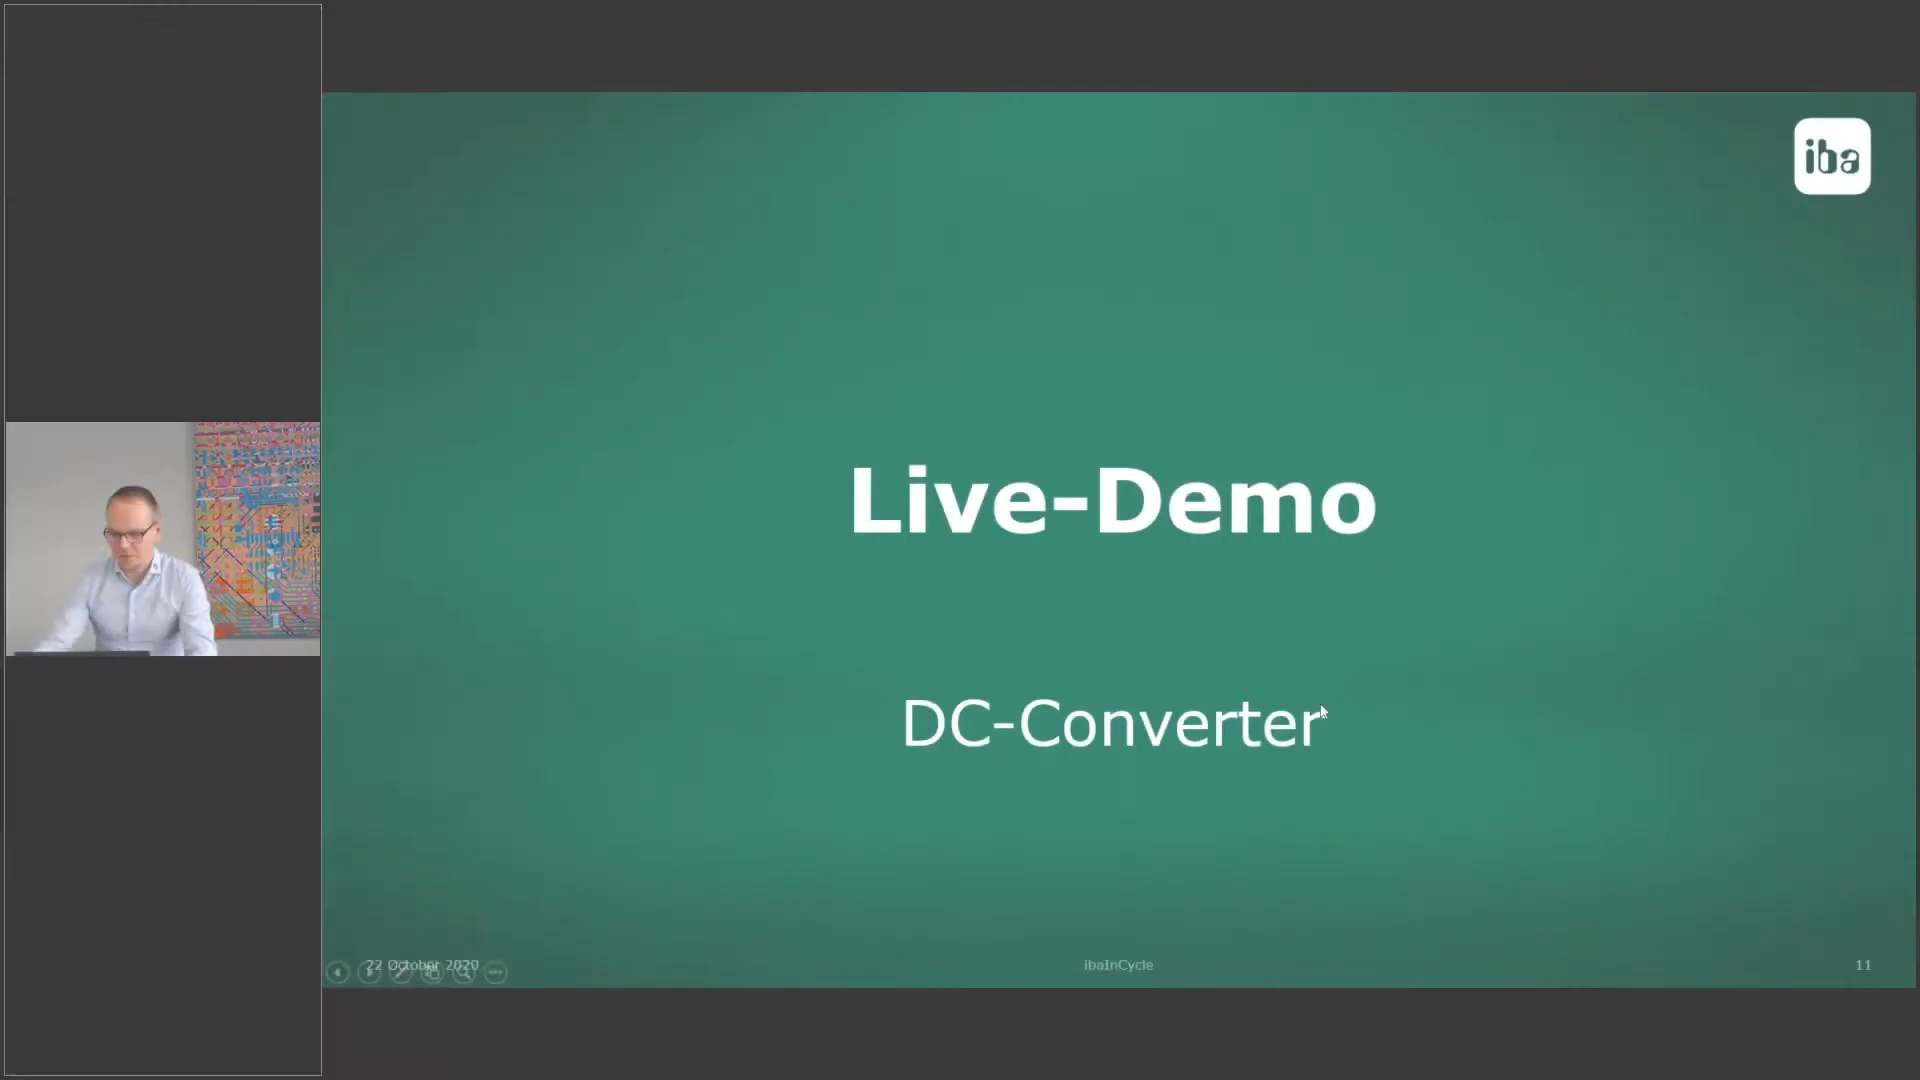 iba
Live-Demo
DC-Converter
22 October 2020
ibaInCycle
11